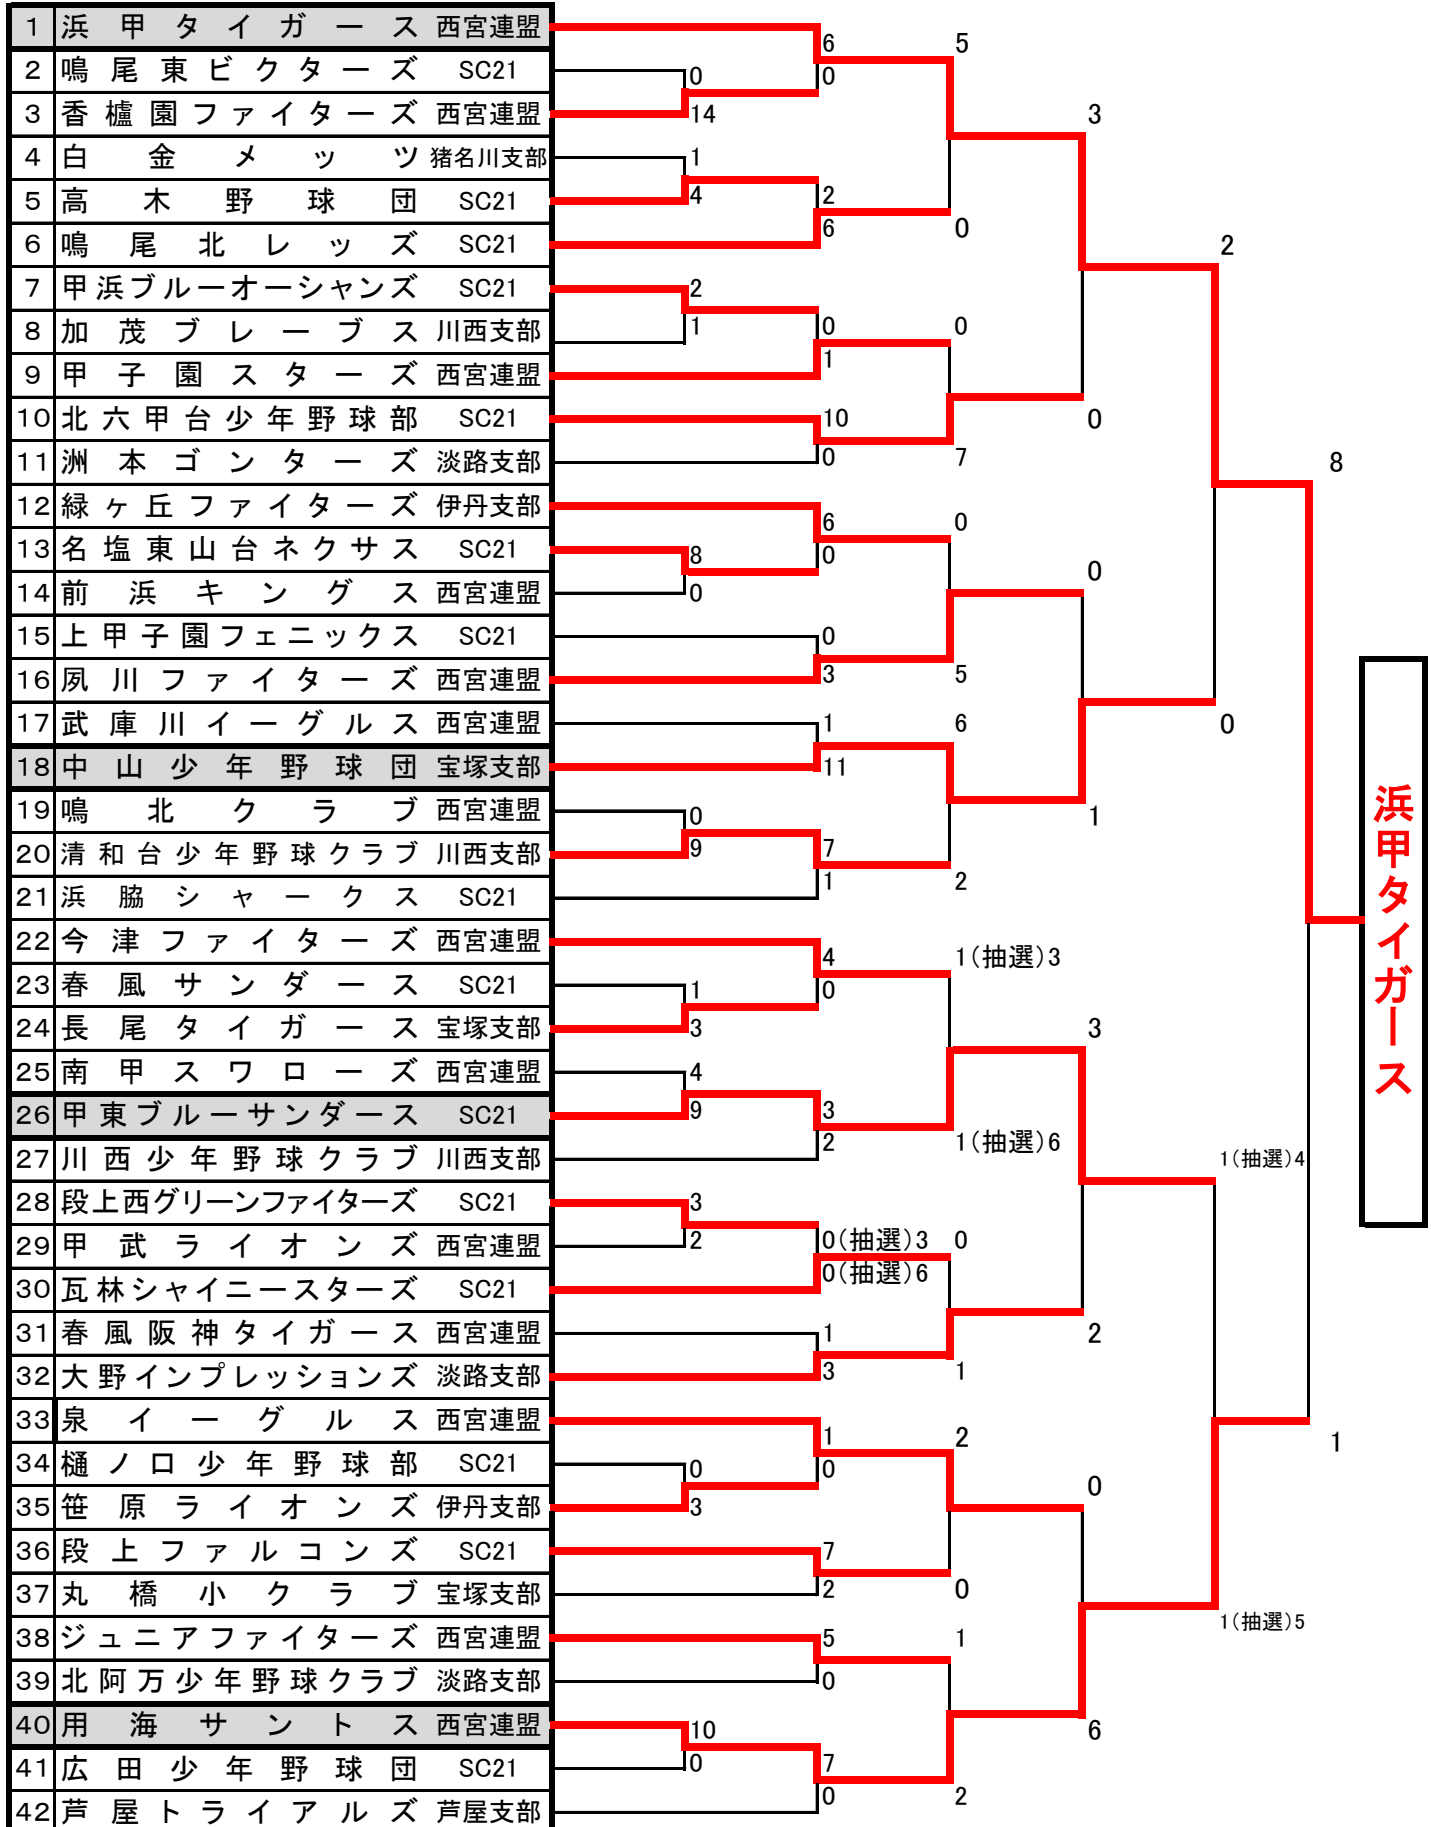 1 浜甲タイガース 西宮連盟
2 鳴尾東ビクターズ SC21
3 香櫨園ファイターズ 西宮連盟
4 白金メッツ 猪名川支部
5 高木野球団 SC21
6 鳴尾北レッズ SC21
7 甲浜ブルーオーシャンズ SC21
8 加茂ブレーブス 川西支部
9 甲子園スターズ 西宮連盟
10 北六甲台少年野球部 SC21
11 洲本ゴンターズ 淡路支部
12 緑ヶ丘ファイターズ 伊丹支部
13 名塩東山台ネクサス SC21
14 前浜キングス 西宮連盟
15 上甲子園フェニックス SC21
16 夙川ファイターズ 西宮連盟
17 武庫川イーグルス 西宮連盟
18 中山少年野球団 宝塚支部
19 鳴北クラブ 西宮連盟
20 清和台少年野球クラブ 川西支部
21 浜脇シャークス SC21
22 今津ファイターズ 西宮連盟
23 春風サンダース SC21
24 長尾タイガース 宝塚支部
25 南甲スワローズ 西宮連盟
26 甲東ブルーサンダース SC21
27 川西少年野球クラブ 川西支部
28 段上西グリーンファイターズ SC21
29 甲武ライオンズ 西宮連盟
30 瓦林シャイニースターズ SC21
31 春風阪神タイガース 西宮連盟
32 大野インプレッションズ 淡路支部
33 泉イーグルス 西宮連盟
34 樋ノ口少年野球部 SC21
35 笹原ライオンズ 伊丹支部
36 段上ファルコンズ SC21
37 丸橋小クラブ 宝塚支部
38 ジュニアファイターズ 西宮連盟
39 北阿万少年野球クラブ 淡路支部
40 用海サントス 西宮連盟
41 広田少年野球団 SC21
42 芦屋トライアルズ 芦屋支部
0
14
1
4
2
1
8
0
0
9
1
3
4
9
3
2
0
3
10
0
6
0
2
6
0
1
10
0
6
0
0
3
1
11
7
1
4
0
3
2
0(抽選)3
0(抽選)6
1
3
1
0
7
2
5
0
7
0
5
0
0
7
0
5
6
2
1(抽選)3
1(抽選)6
0
1
2
0
1
2
3
0
0
1
3
2
0
6
2
0
1(抽選)4
1(抽選)5
8
1
浜甲タイガース